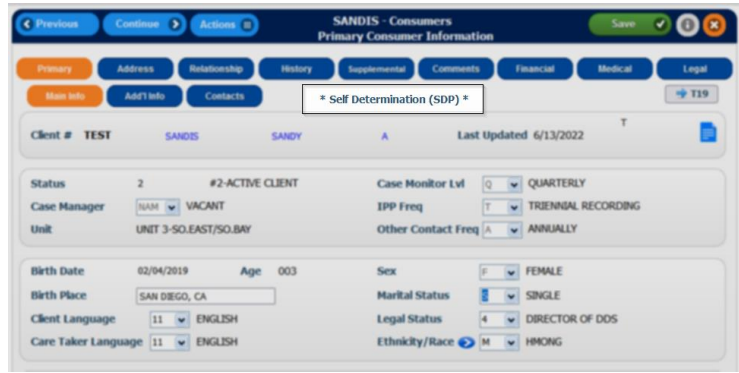 Previous Continue Actions SANDIS - Consumers Save
Primary Consumer Information
Primary Address Relationship History Supplemental Comments Financial Medical Legal
Main Info Add'l Info Contacts * Self Determination (SDP) * T19
T
Client # TEST SANDIS SANDY A Last Updated 6/13/2022
Status 2 #2-ACTIVE CLIENT Case Monitor Lvl Q QUARTERLY
Case Manager NAM VACANT IPP Freq T TRIENNIAL RECORDING
Unit UNIT 3-SO.EAST/SO.BAY Other Contact Freq A ANNUALLY
Birth Date 02/04/2019 Age 003 Sex F FEMALE
Birth Place SAN DIEGO, CA Marital Status S SINGLE
Client Language 11 ENGLISH Legal Status 4 DIRECTOR OF DDS
Care Taker Language 11 ENGLISH Ethnicity/Race M HMONG